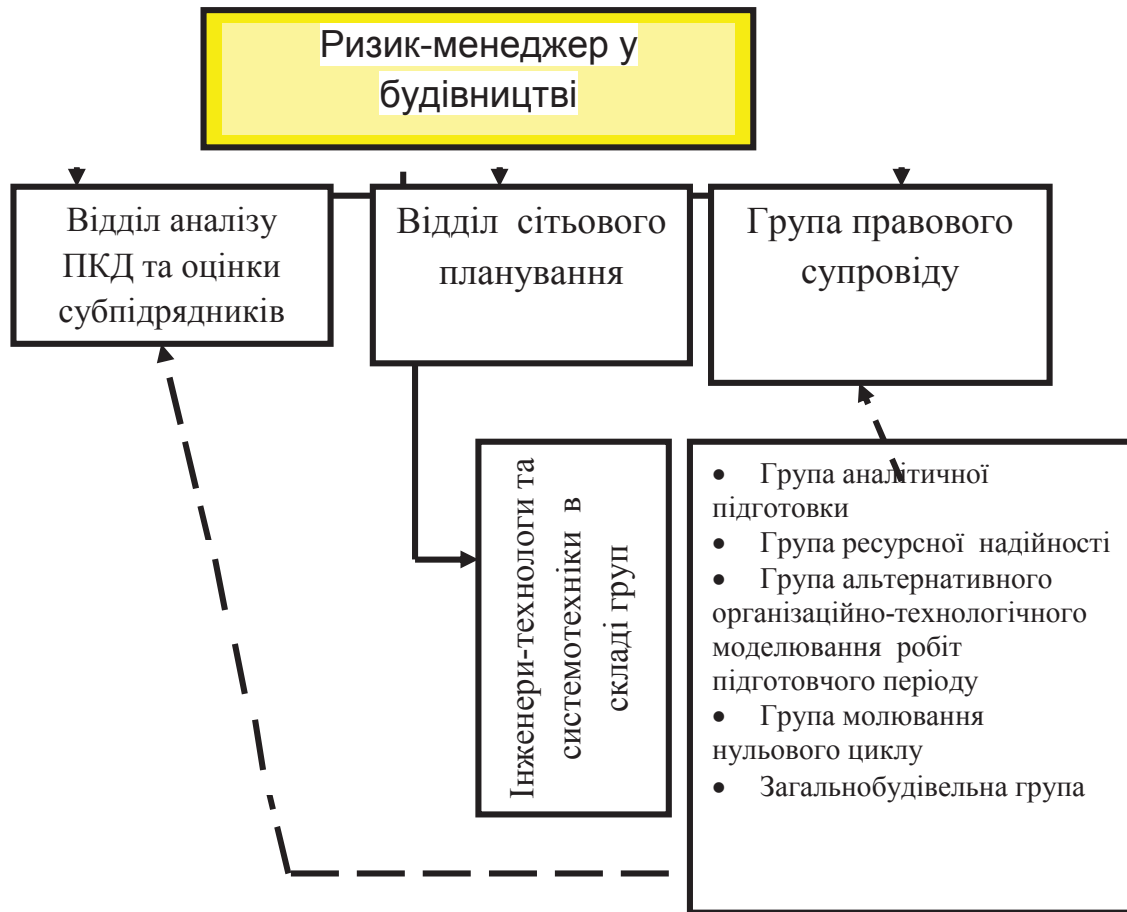 Ризик-менеджер у
будівництві
Відділ аналізу
ПКД та оцінки
субпідрядників
Відділ сітьового
планування
Група правового
супровіду
Інженери-технологи та
системотехніки в
складі груп
• Група аналітичної
підготовки
• Група ресурсної надійності
• Група альтернативного
організаційно-технологічного
моделювання робіт
підготовчого періоду
• Група молювання
нульового циклу
• Загальнобудівельна група